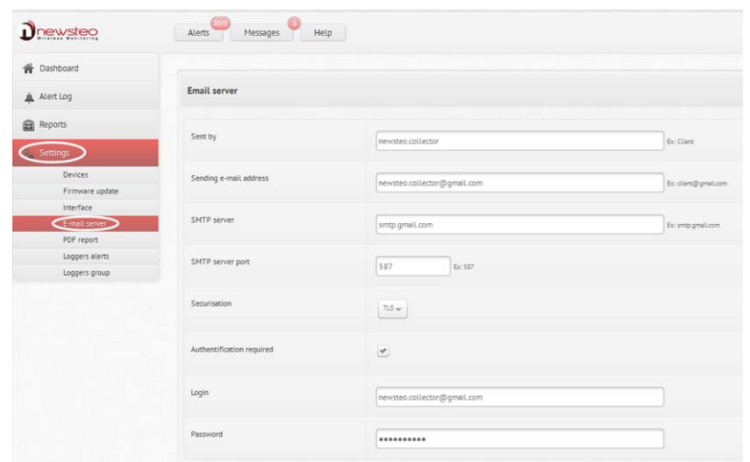 newsteo
Wireless Monitoring
Alerts
Messages
Help
Dashboard
Alert Log
Reports
Settings
Devices
Firmware update
Interface
E-mail server
PDF report
Loggers alerts
Loggers group
Email server
Sent by
newsteo.collector
Ex: Client
Sending e-mail address
newsteo.collector@gmail.com
Ex: client@gmail.com
SMTP server
smtp.gmail.com
Ex: smtp.gmail.com
SMTP server port
587
Ex: 587
Securisation
TLS
Authentification required
Login
newsteo.collector@gmail.com
Password
••••••••••